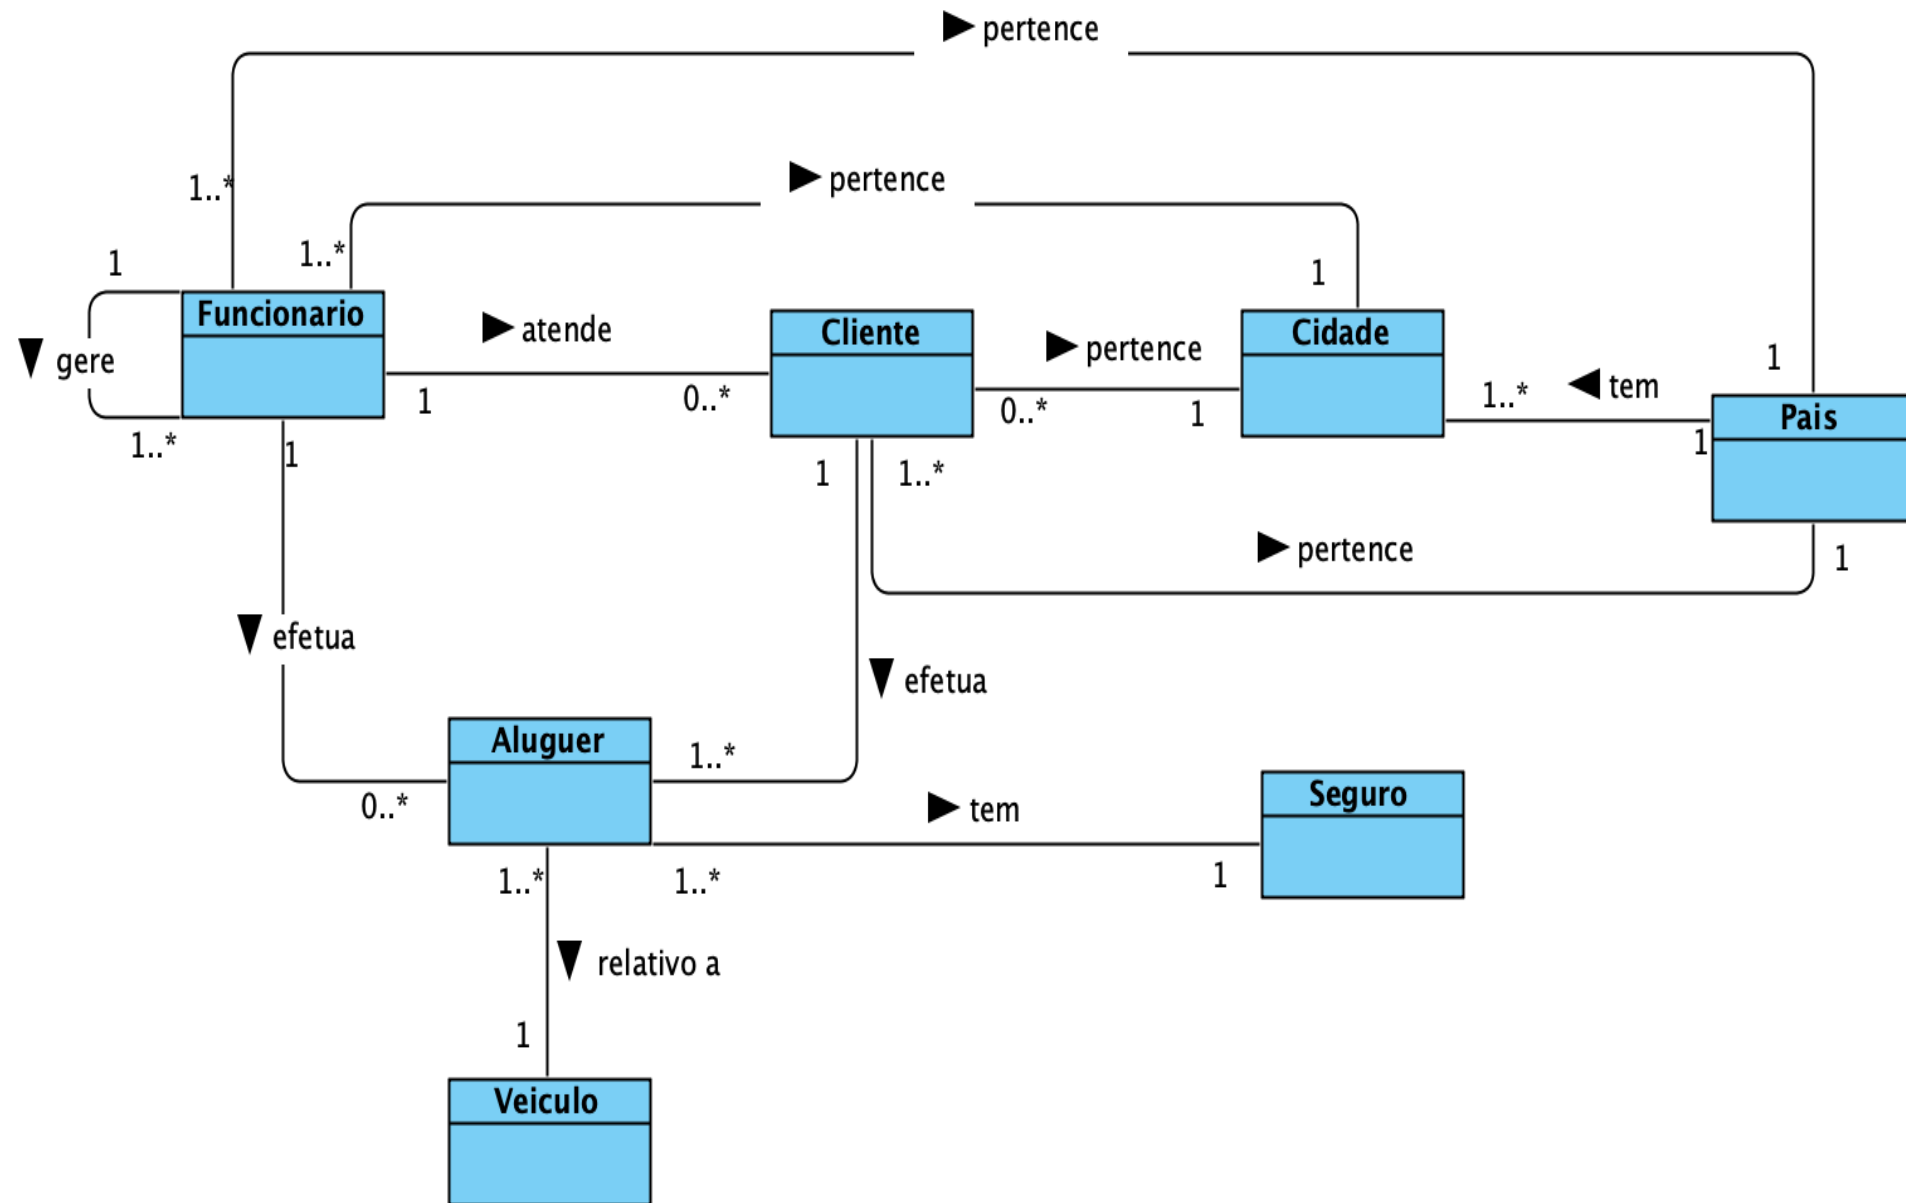 pertence
pertence
1..*
1..*
1
1
Funcionario
atende
Cliente
pertence
Cidade
1
gere
1
0..*
0..*
1
1..*
tem
Pais
1
1..*
1
1
1..*
pertence
1
efetua
efetua
Aluguer
1..*
0..*
tem
Seguro
1..*
1..*
1
relativo a
1
Veiculo